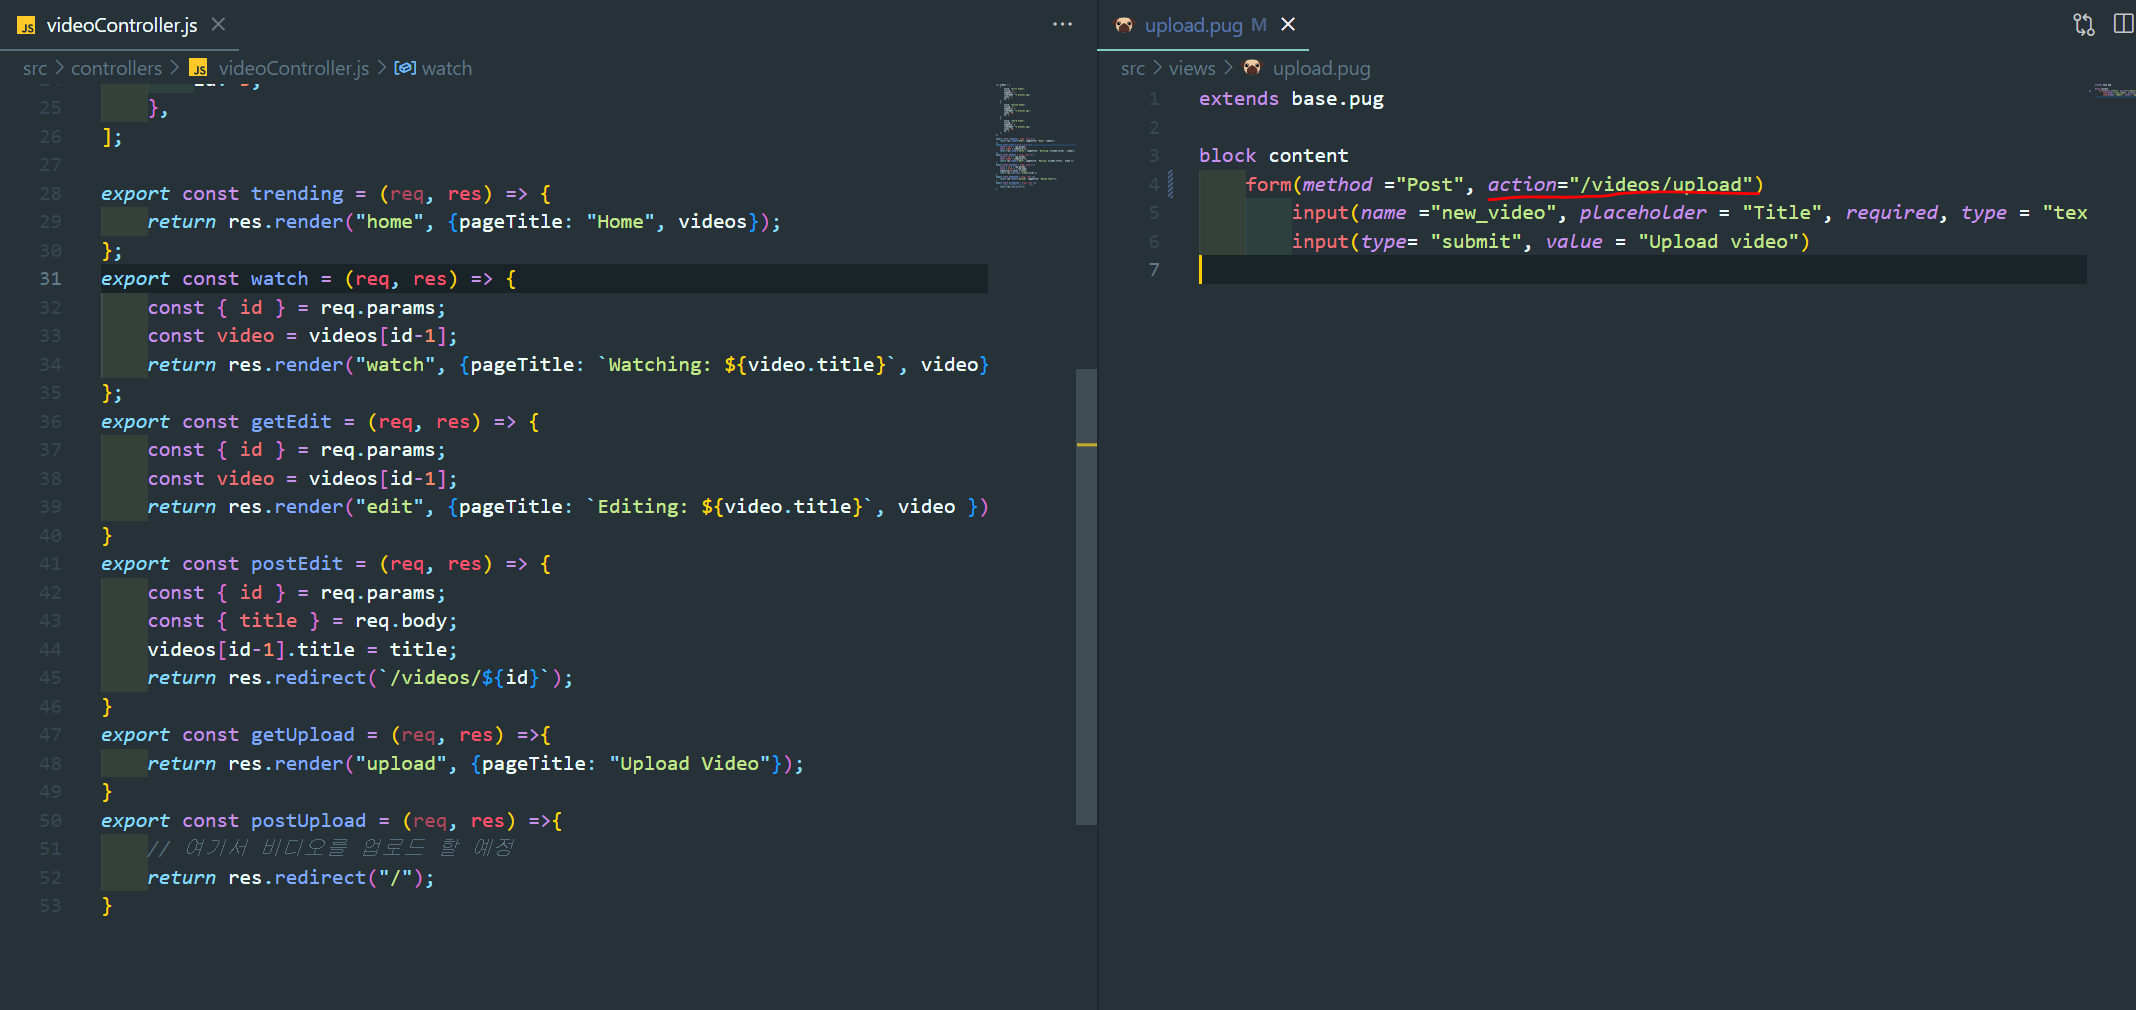 JS videoController.js
src > controllers > JS videoController.js > watch
25 },
26 ];
27
28 export const trending = (req, res) => {
29 return res.render("home", {pageTitle: "Home", videos});
30 };
31 export const watch = (req, res) => {
32 const { id } = req.params;
33 const video = videos[id-1];
34 return res.render("watch", {pageTitle: `Watching: ${video.title}`, video}
35 };
36 export const getEdit = (req, res) => {
37 const { id } = req.params;
38 const video = videos[id-1];
39 return res.render("edit", {pageTitle: `Editing: ${video.title}`, video })
40 }
41 export const postEdit = (req, res) => {
42 const { id } = req.params;
43 const { title } = req.body;
44 videos[id-1].title = title;
45 return res.redirect(`/videos/${id}`);
46 }
47 export const getUpload = (req, res) =>{
48 return res.render("upload", {pageTitle: "Upload Video"});
49 }
50 export const postUpload = (req, res) =>{
51 // 여기서 비디오를 업로드 할 예정
52 return res.redirect("/");
53 }
upload.pug M
src > views > upload.pug
1 extends base.pug
2
3 block content
4 form(method ="Post", action="/videos/upload")
5 input(name ="new_video", placeholder = "Title", required, type = "tex
6 input(type= "submit", value = "Upload video")
7